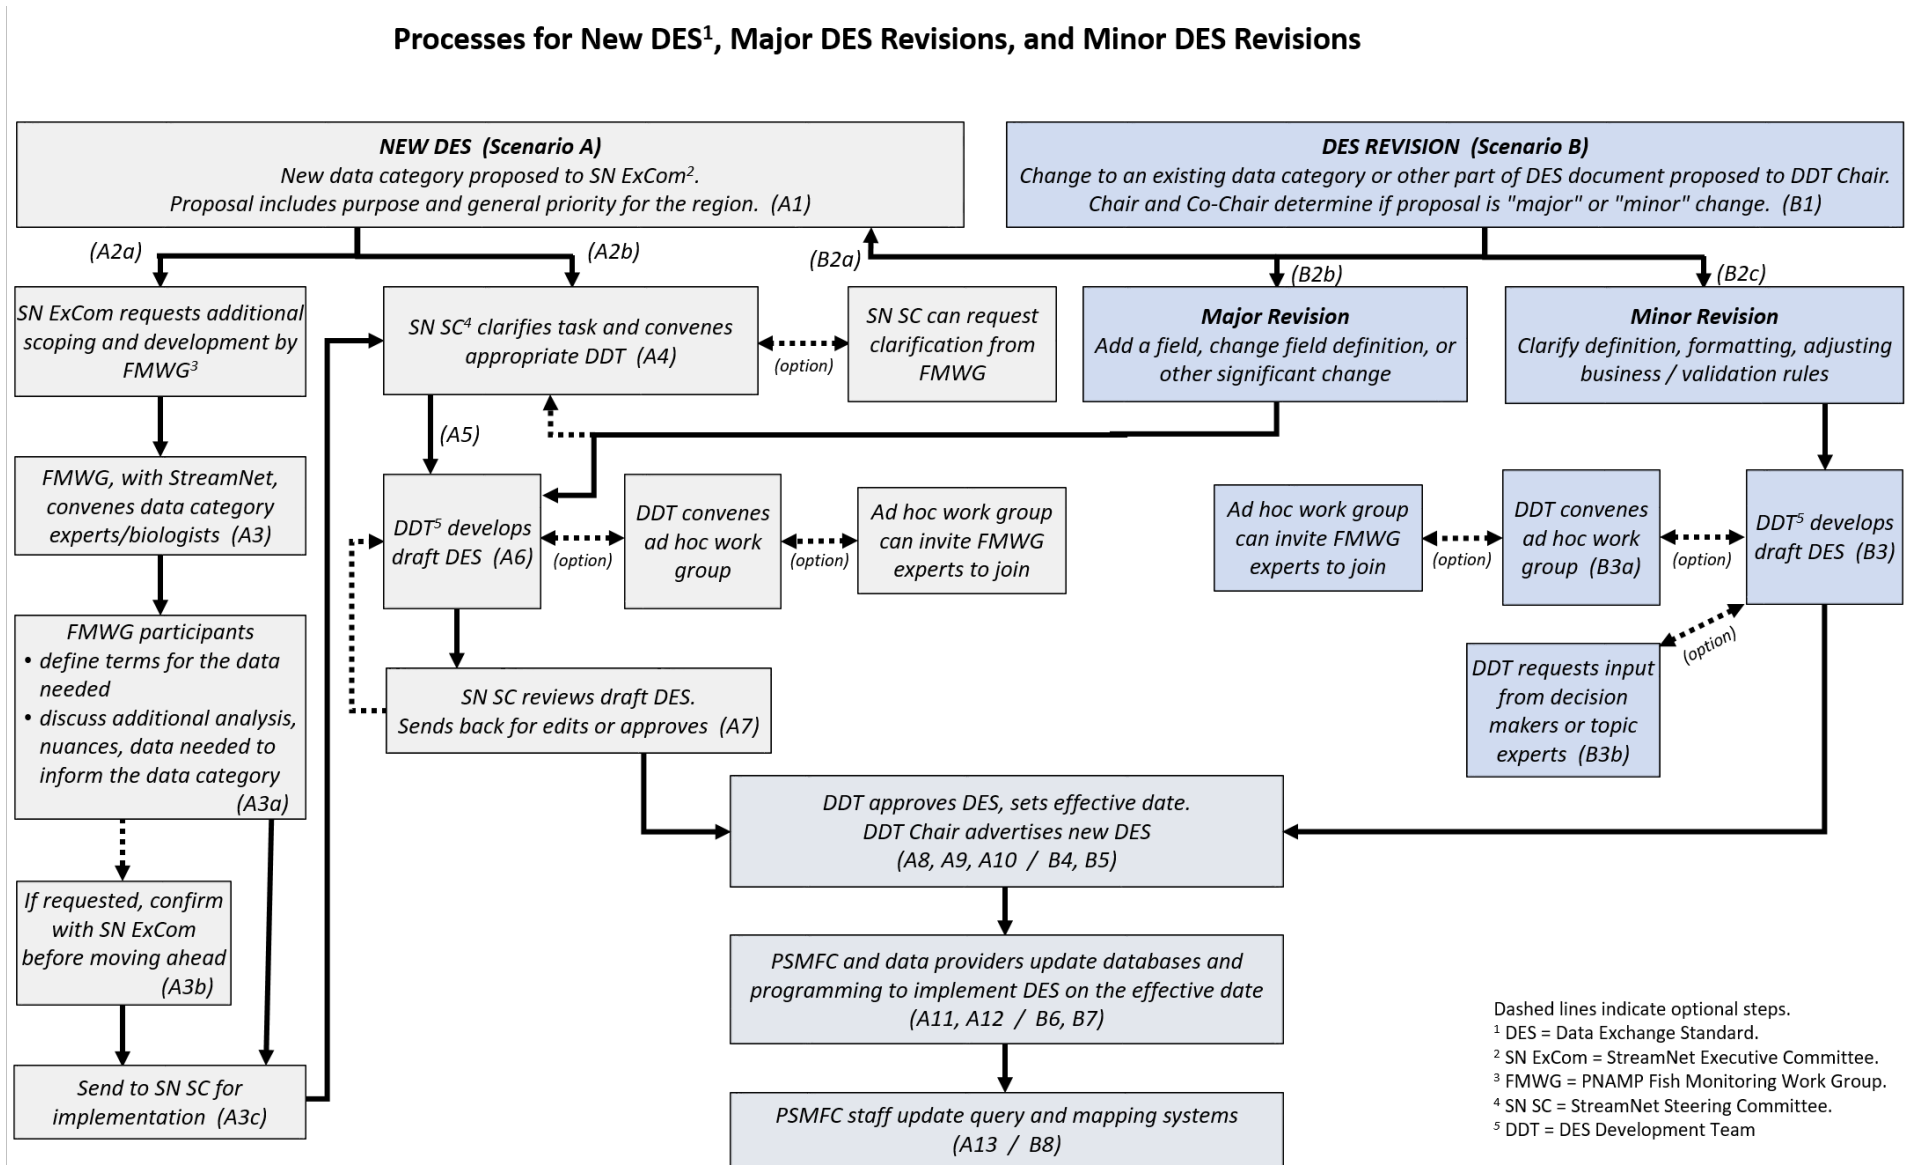 Processes for New DES¹, Major DES Revisions, and Minor DES Revisions
NEW DES (Scenario A)
New data category proposed to SN ExCom².
Proposal includes purpose and general priority for the region. (A1)
DES REVISION (Scenario B)
Change to an existing data category or other part of DES document proposed to DDT Chair.
Chair and Co-Chair determine if proposal is "major" or "minor" change. (B1)
(A2a)
(A2b)
(B2a)
(B2b)
(B2c)
SN ExCom requests additional
scoping and development by
FMWG³
SN SC⁴ clarifies task and convenes
appropriate DDT (A4)
(option)
SN SC can request
clarification from
FMWG
Major Revision
Add a field, change field definition, or
other significant change
Minor Revision
Clarify definition, formatting, adjusting
business / validation rules
(A5)
FMWG, with StreamNet,
convenes data category
experts/biologists (A3)
DDT⁵ develops
draft DES (A6)
(option)
DDT convenes
ad hoc work
group
(option)
Ad hoc work group
can invite FMWG
experts to join
Ad hoc work group
can invite FMWG
experts to join
(option)
DDT convenes
ad hoc work
group (B3a)
(option)
DDT⁵ develops
draft DES (B3)
(option)
FMWG participants
• define terms for the data
needed
• discuss additional analysis,
nuances, data needed to
inform the data category
(A3a)
SN SC reviews draft DES.
Sends back for edits or approves (A7)
DDT requests input
from decision
makers or topic
experts (B3b)
DDT approves DES, sets effective date.
DDT Chair advertises new DES
(A8, A9, A10 / B4, B5)
If requested, confirm
with SN ExCom
before moving ahead
(A3b)
PSMFC and data providers update databases and
programming to implement DES on the effective date
(A11, A12 / B6, B7)
Send to SN SC for
implementation (A3c)
PSMFC staff update query and mapping systems
(A13 / B8)
Dashed lines indicate optional steps.
¹ DES = Data Exchange Standard.
² SN ExCom = StreamNet Executive Committee.
³ FMWG = PNAMP Fish Monitoring Work Group.
⁴ SN SC = StreamNet Steering Committee.
⁵ DDT = DES Development Team